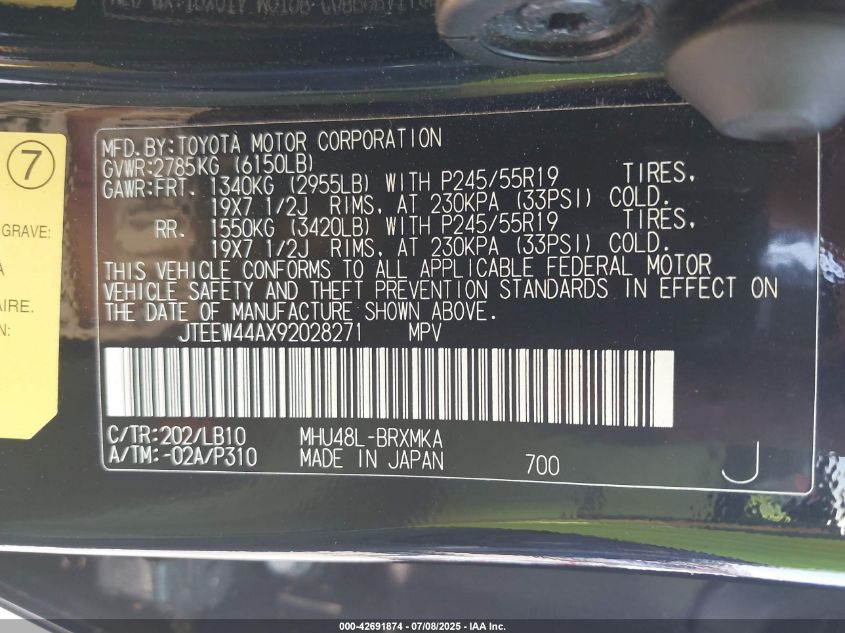 7
GRAVE:
A
AIRE.
N:
MFD. BY: TOYOTA MOTOR CORPORATION
GVWR: 2785KG (6150LB)
GAWR: FRT. 1340KG (2955LB) WITH P245/55R19 TIRES,
19X7 1/2J RIMS, AT 230KPA (33PSI) COLD.
RR. 1550KG (3420LB) WITH P245/55R19 TIRES,
19X7 1/2J RIMS, AT 230KPA (33PSI) COLD.
THIS VEHICLE CONFORMS TO ALL APPLICABLE FEDERAL MOTOR
VEHICLE SAFETY AND THEFT PREVENTION STANDARDS IN EFFECT ON
THE DATE OF MANUFACTURE SHOWN ABOVE.
JTEEW44AX92028271 MPV
C/TR: 202/LB10 MHU48L-BRXMKA
A/TM: -02A/P310 MADE IN JAPAN 700 J
000-42691874 / 07/08/2025 - IAA Inc.